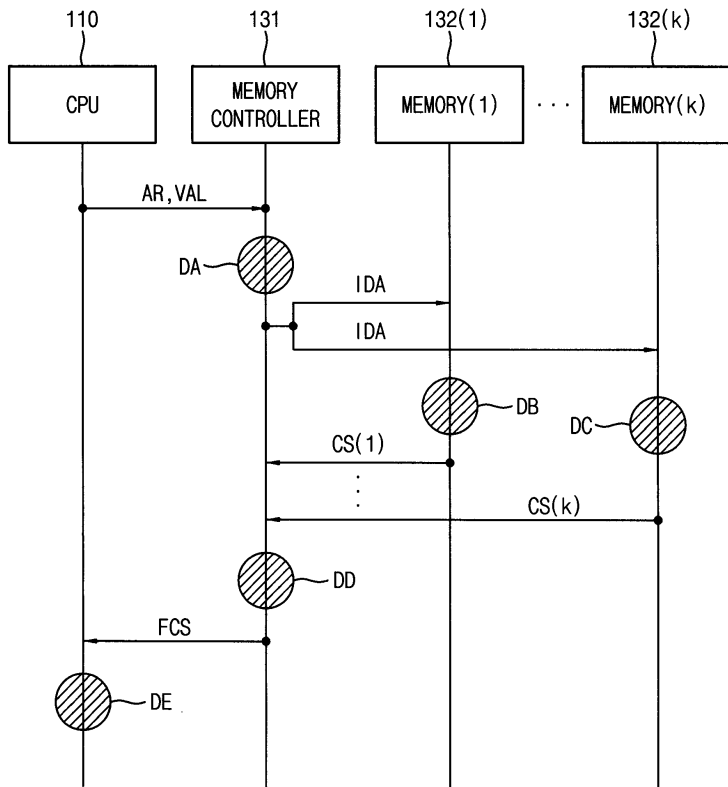 110
131
132(1)
132(k)
CPU
MEMORY
CONTROLLER
MEMORY(1)
· · ·
MEMORY(k)
AR,VAL
DA
IDA
IDA
DB
DC
CS(1)
CS(k)
DD
FCS
DE